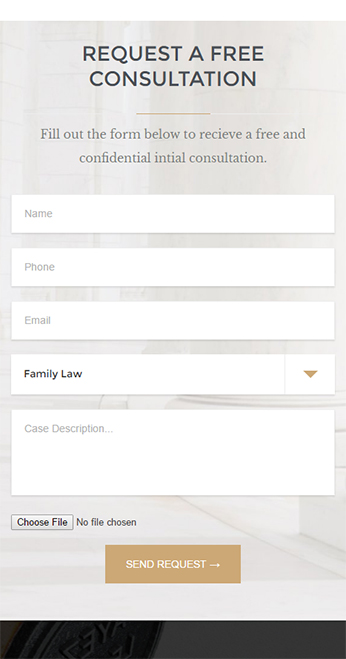 REQUEST A FREE
CONSULTATION
Fill out the form below to recieve a free and
confidential intial consultation.
Name
Phone
Email
Family Law
Case Description...
Choose File No file chosen
SEND REQUEST →